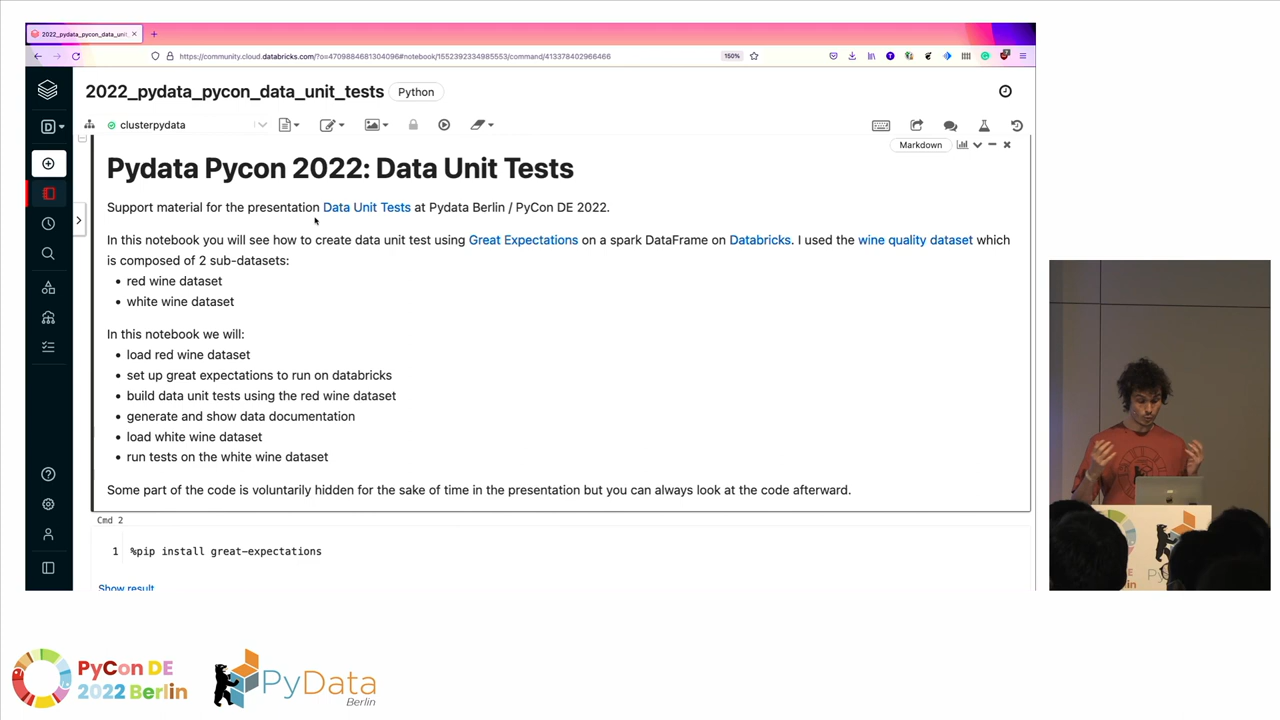 2022_pydata_pycon_data_unit_
https://community.cloud.databricks.com/?o=4709884681304096#notebook/1552392334985553/command/413378402966466
150%
2022_pydata_pycon_data_unit_tests
Python
D
clusterpydata
Markdown
Pydata Pycon 2022: Data Unit Tests
Support material for the presentation Data Unit Tests at Pydata Berlin / PyCon DE 2022.
In this notebook you will see how to create data unit test using Great Expectations on a spark DataFrame on Databricks. I used the wine quality dataset which
is composed of 2 sub-datasets:
• red wine dataset
• white wine dataset
In this notebook we will:
• load red wine dataset
• set up great expectations to run on databricks
• build data unit tests using the red wine dataset
• generate and show data documentation
• load white wine dataset
• run tests on the white wine dataset
Some part of the code is voluntarily hidden for the sake of time in the presentation but you can always look at the code afterward.
Cmd 2
1 %pip install great-expectations
Show result
PyCon DE
2022 Berlin
PyData
Berlin